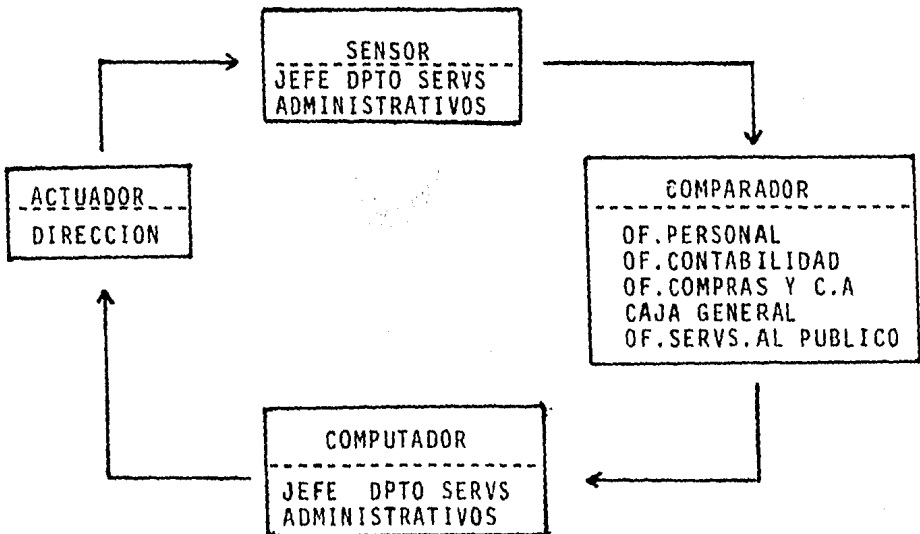 SENSOR
JEFE DPTO SERVS
ADMINISTRATIVOS
ACTUADOR
DIRECCION
COMPARADOR
OF.PERSONAL
OF.CONTABILIDAD
OF.COMPRAS Y C.A
CAJA GENERAL
OF.SERVS.AL PUBLICO
COMPUTADOR
JEFE DPTO SERVS
ADMINISTRATIVOS